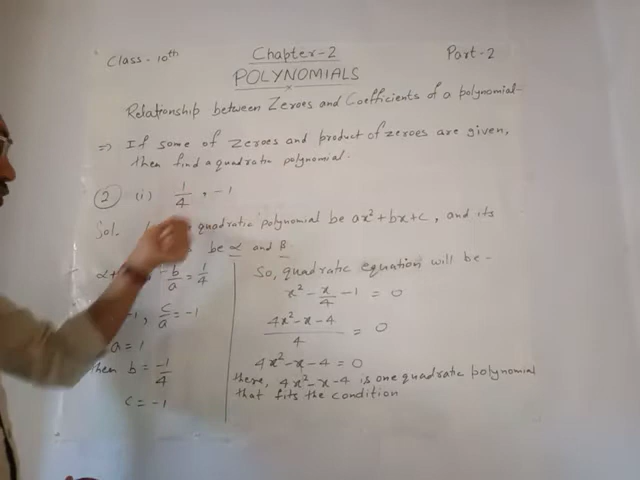 Class - 10th
Chapter-2
Part-2
POLYNOMIALS
Relationship between Zeroes and Coefficients of a polynomial-
=> If some of zeroes and product of zeroes are given,
then find a quadratic polynomial.
② (i) 1/4 , -1
Sol. quadratic polynomial be ax² + bx + c, and its
be α and β.
α+ -b/a = 1/4
-1, c/a = -1
a = 1
then b = -1/4
c = -1
So, quadratic equation will be-
x² - x/4 - 1 = 0
(4x² - x - 4)/4 = 0
4x² - x - 4 = 0
there, 4x² - x - 4 is one quadratic polynomial
that fits the condition